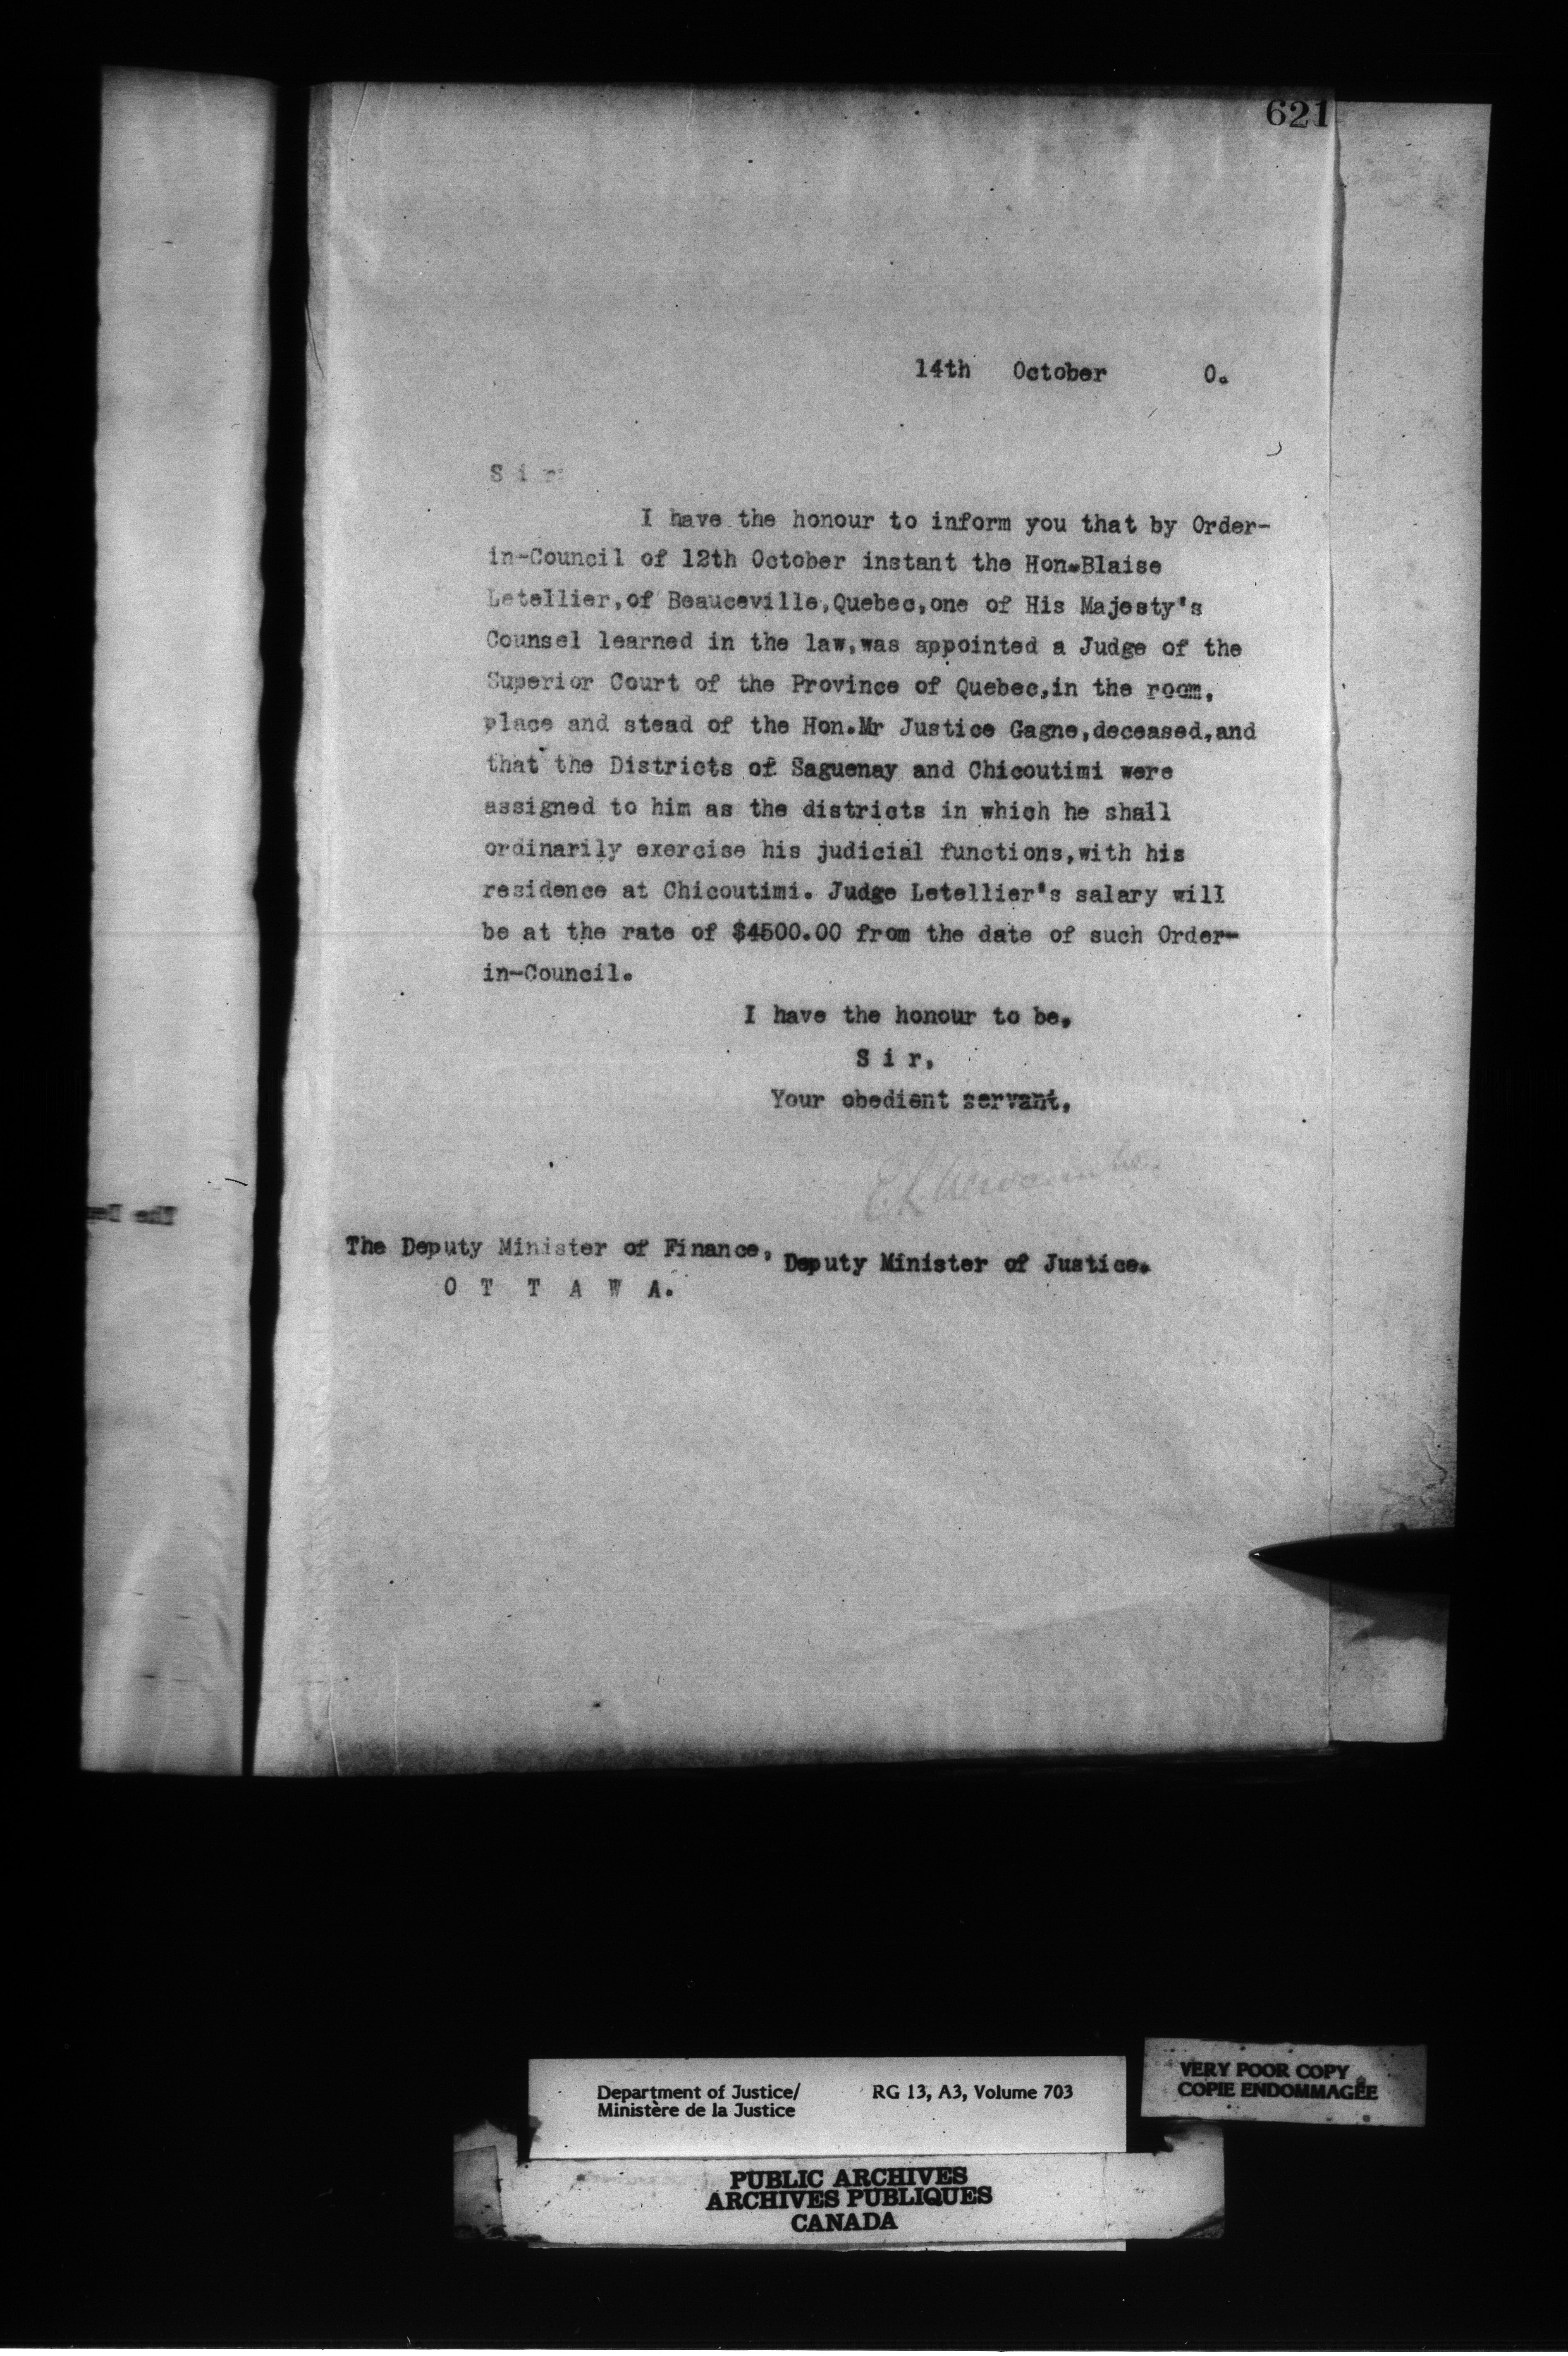 621
14th October 0.
S i r:
I have the honour to inform you that by Order-
in-Council of 12th October instant the Hon.Blaise
Letellier,of Beauceville,Quebec,one of His Majesty's
Counsel learned in the law,was appointed a Judge of the
Superior Court of the Province of Quebec,in the room,
place and stead of the Hon.Mr Justice Gagne,deceased,and
that the Districts of Saguenay and Chicoutimi were
assigned to him as the districts in which he shall
ordinarily exercise his judicial functions,with his
residence at Chicoutimi. Judge Letellier's salary will
be at the rate of $4500.00 from the date of such Order-
in-Council.
I have the honour to be,
S i r,
Your obedient servant,
E.L. Newcombe
The Deputy Minister of Finance,
Deputy Minister of Justice.
O T T A W A.
Department of Justice/ RG 13, A3, Volume 703
Ministère de la Justice
VERY POOR COPY
COPIE ENDOMMAGÉE
PUBLIC ARCHIVES
ARCHIVES PUBLIQUES
CANADA